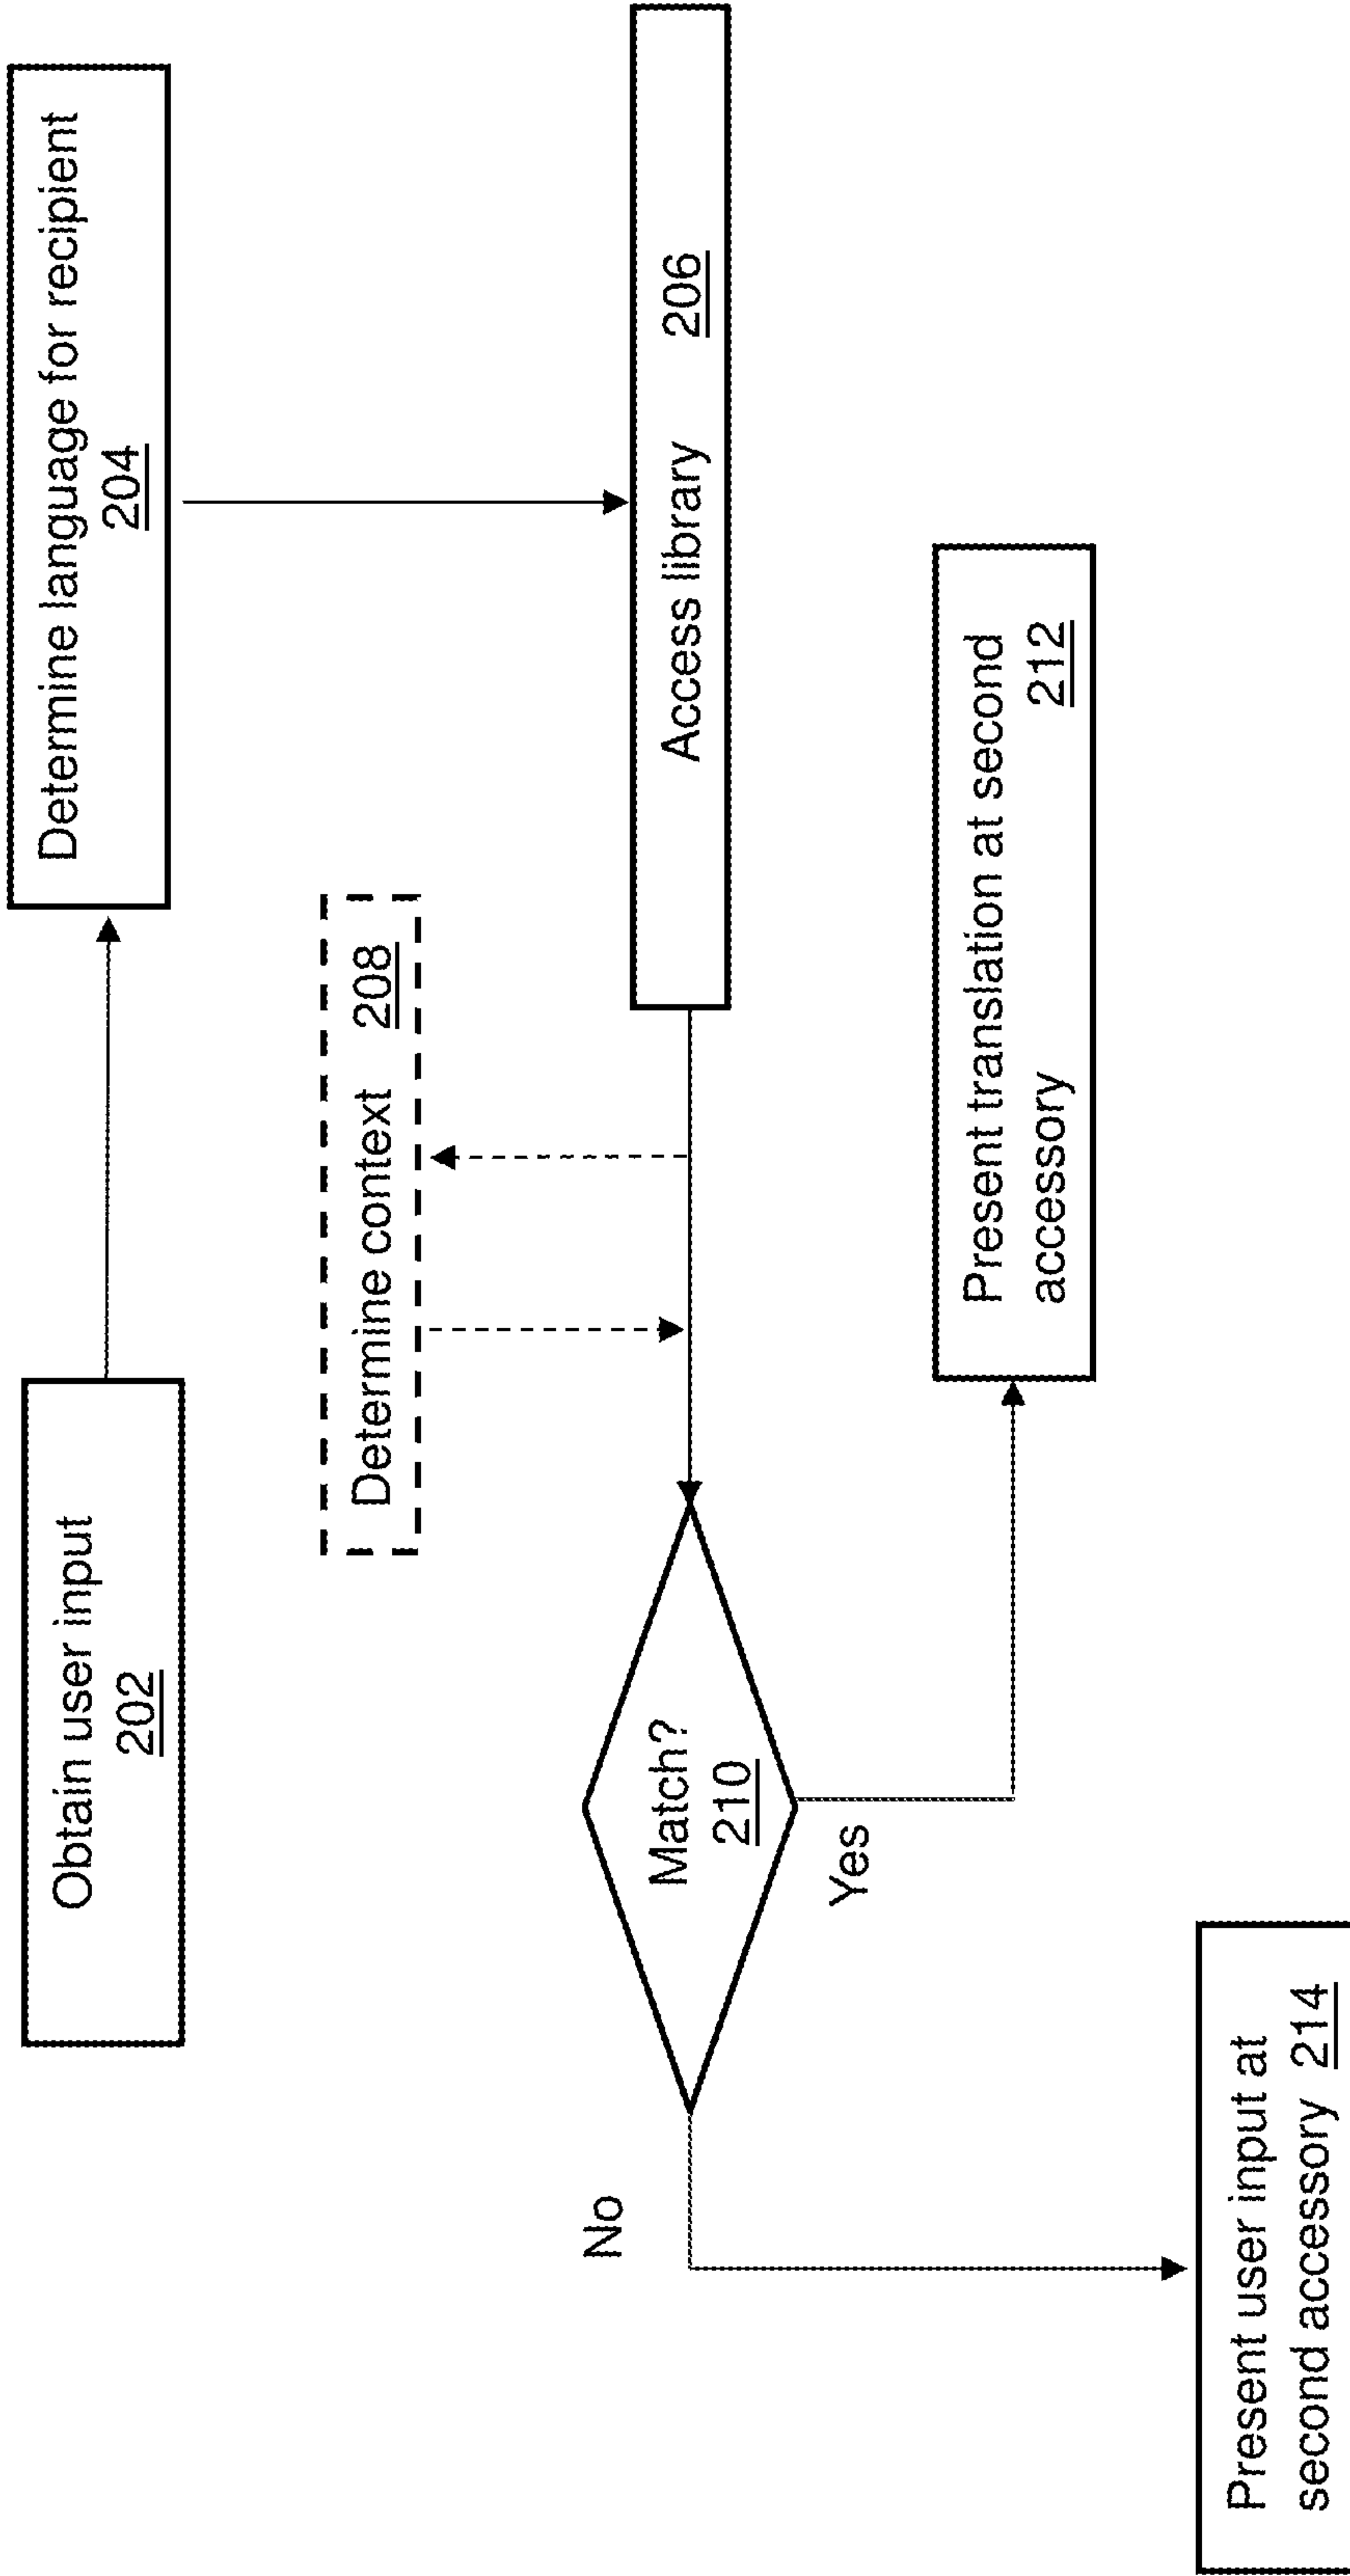 Obtain user input
202
Determine language for recipient
204
Determine context 208
Access library 206
Match?
210
Yes
No
Present translation at second
accessory 212
Present user input at
second accessory 214